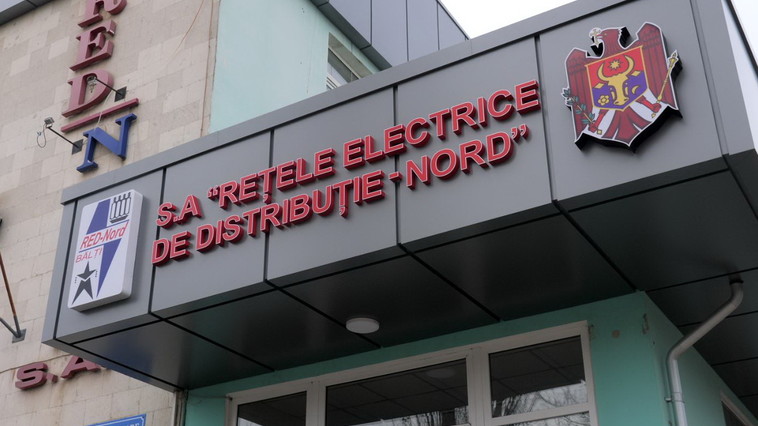 RED
N
S.A "REȚELE ELECTRICE
DE DISTRIBUȚIE - NORD"
RED-Nord
BĂLȚI
S.A.